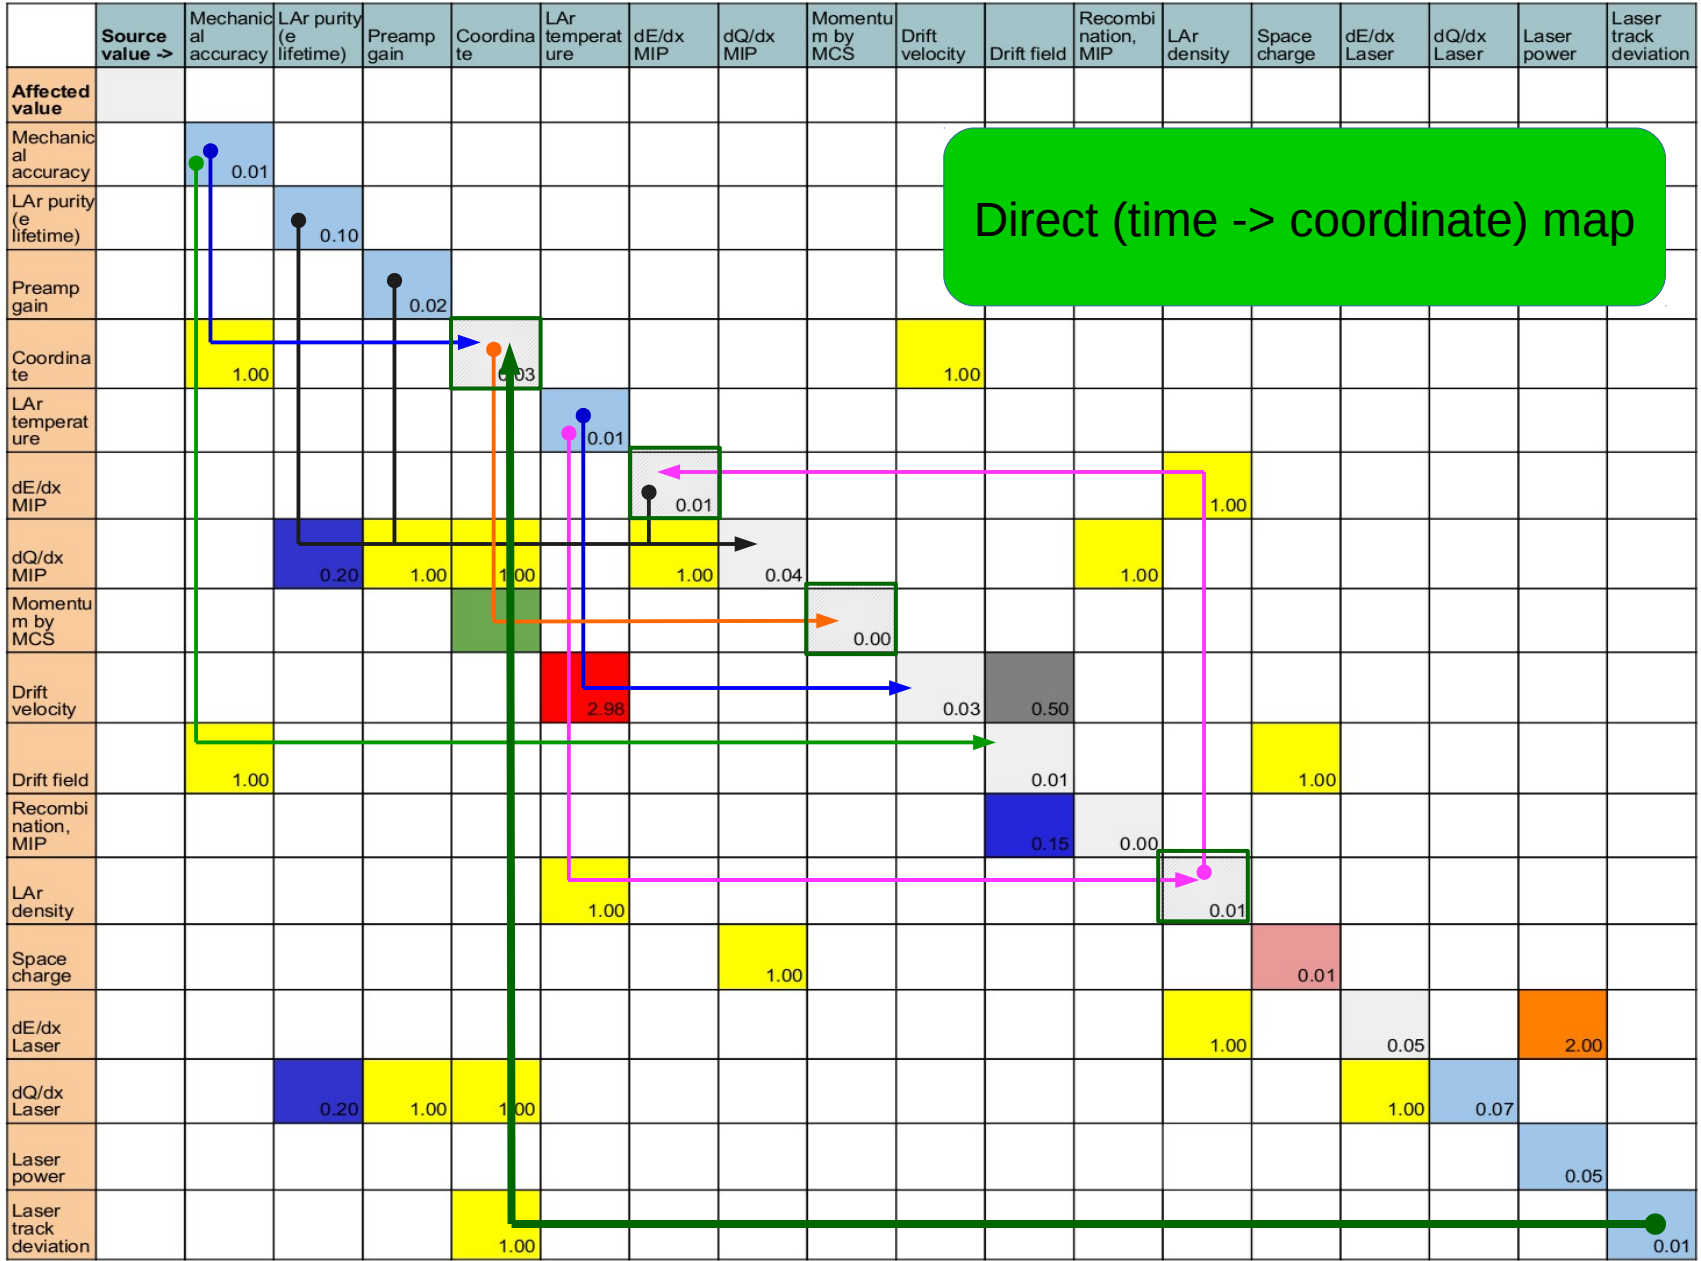 Source value -> Mechanical accuracy LAr purity (e lifetime) Preamp gain Coordinate LAr temperature dE/dx MIP dQ/dx MIP Momentum by MCS Drift velocity Drift field Recombination, MIP LAr density Space charge dE/dx Laser dQ/dx Laser Laser power Laser track deviation
Affected value
Mechanical accuracy 0.01
LAr purity (e lifetime) 0.10
Direct (time -> coordinate) map
Preamp gain 0.02
Coordinate 1.00 0.03 1.00
LAr temperature 0.01
dE/dx MIP 0.01 1.00
dQ/dx MIP 0.20 1.00 1.00 1.00 0.04 1.00
Momentum by MCS 0.00
Drift velocity 2.98 0.03 0.50
Drift field 1.00 0.01 1.00
Recombination, MIP 0.15 0.00
LAr density 1.00 0.01
Space charge 1.00 0.01
dE/dx Laser 1.00 0.05 2.00
dQ/dx Laser 0.20 1.00 1.00 1.00 0.07
Laser power 0.05
Laser track deviation 1.00 0.01